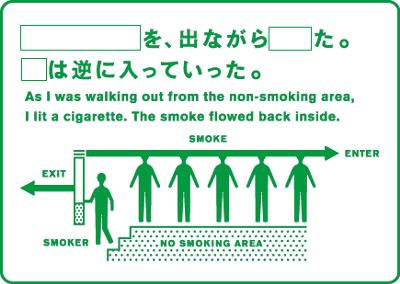 を、出ながら た。
は逆に入っていった。
As I was walking out from the non-smoking area,
I lit a cigarette. The smoke flowed back inside.
SMOKE
ENTER
EXIT
SMOKER
NO SMOKING AREA